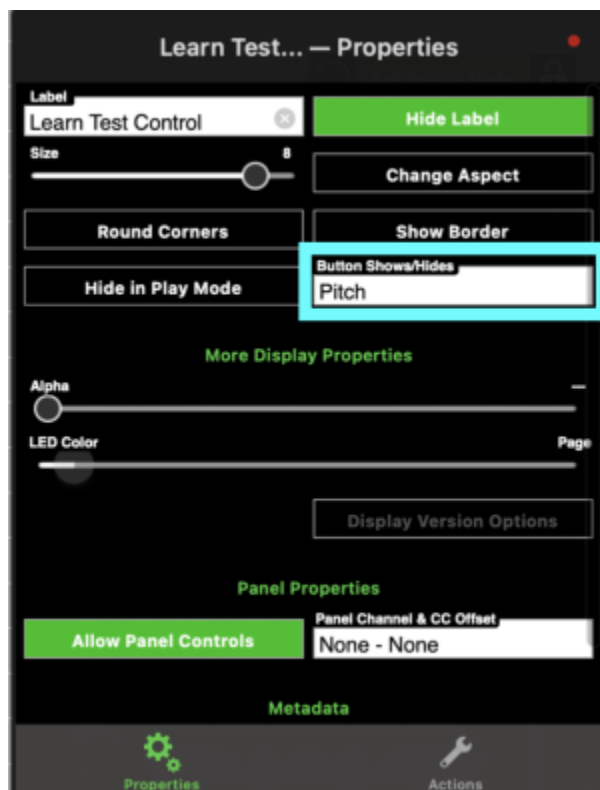 Learn Test... — Properties
Label
Learn Test Control
Hide Label
Size 8
Change Aspect
Round Corners
Show Border
Hide in Play Mode
Button Shows/Hides
Pitch
More Display Properties
Alpha —
LED Color Page
Display Version Options
Panel Properties
Allow Panel Controls
Panel Channel & CC Offset
None - None
Metadata
Properties
Actions